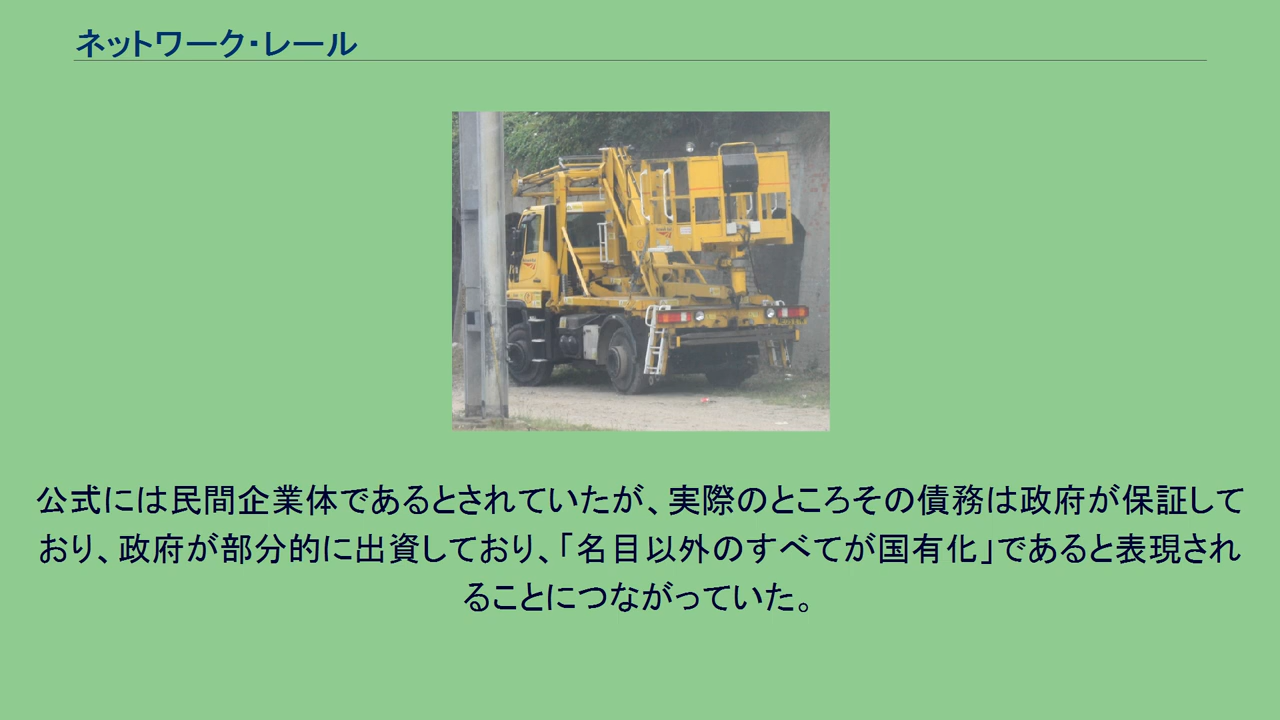 ネットワーク・レール
公式には民間企業体であるとされていたが、実際のところその債務は政府が保証して
おり、政府が部分的に出資しており、「名目以外のすべてが国有化」であると表現され
ることにつながっていた。